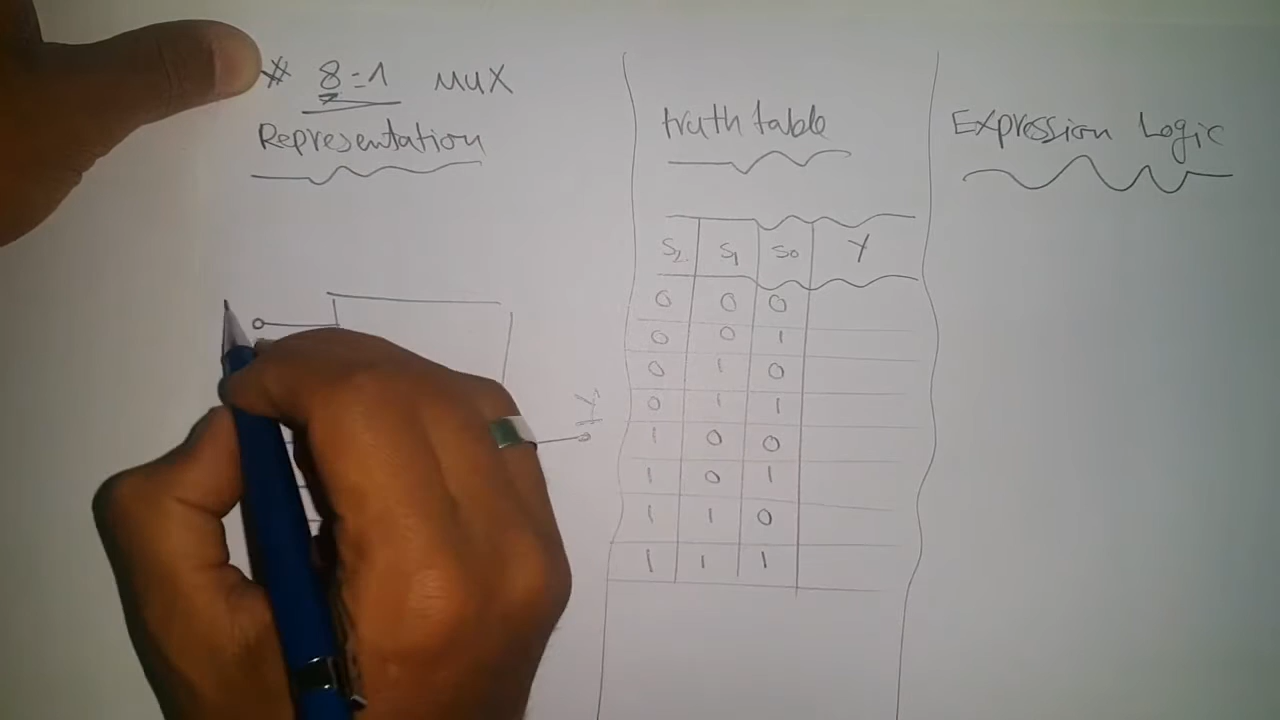 # 8=1 MUX
Representation
Y
truth table
S2 S1 S0 Y
0 0 0
0 0 1
0 1 0
0 1 1
1 0 0
1 0 1
1 1 0
1 1 1
Expression Logic